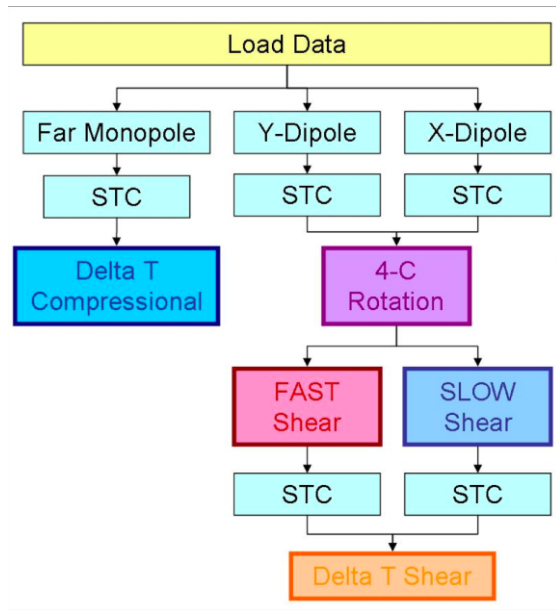 Load Data
Far Monopole
Y-Dipole
X-Dipole
STC
STC
STC
Delta T
Compressional
4-C
Rotation
FAST
Shear
SLOW
Shear
STC
STC
Delta T Shear